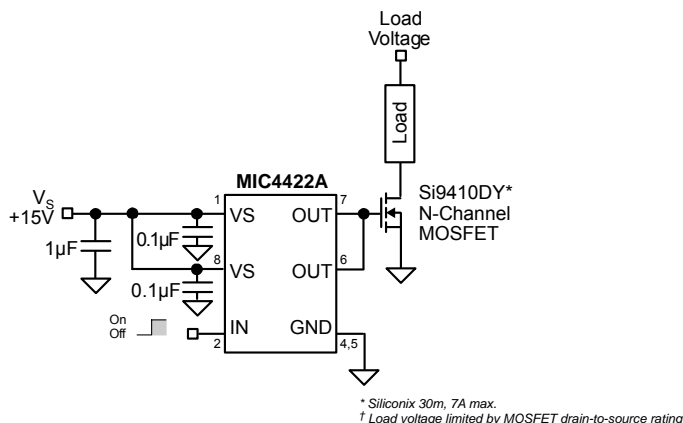 Load
Voltage
Load
MIC4422A
Si9410DY*
N-Channel
MOSFET
V_S
+15V
1
VS
OUT
7
0.1µF
1µF
8
VS
OUT
6
0.1µF
On
Off
IN
GND
2
4,5
* Siliconix 30m, 7A max.
† Load voltage limited by MOSFET drain-to-source rating